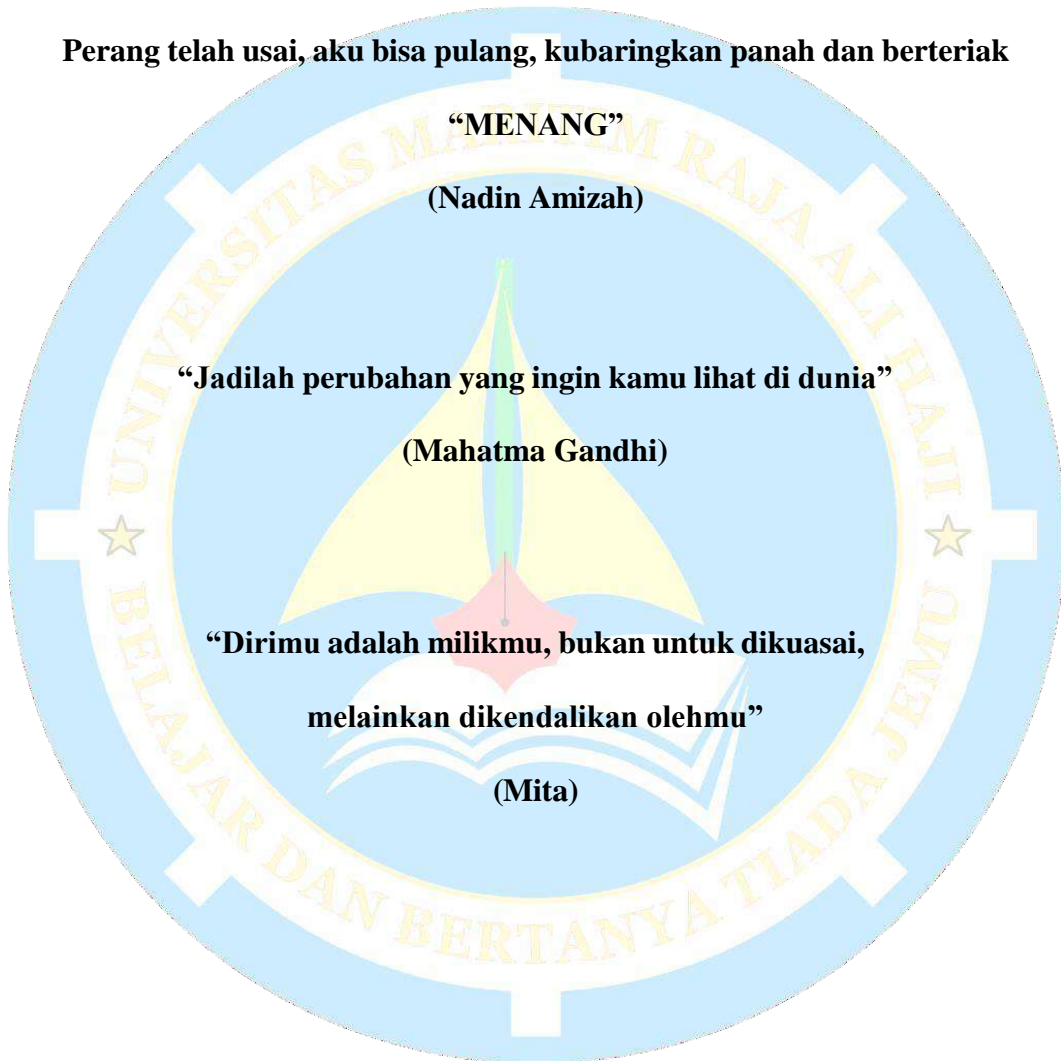 Perang telah usai, aku bisa pulang, kubaringkan panah dan berteriak
“MENANG”
(Nadin Amizah)
“Jadilah perubahan yang ingin kamu lihat di dunia”
(Mahatma Gandhi)
“Dirimu adalah milikmu, bukan untuk dikuasai,
melainkan dikendalikan olehmu”
(Mita)
UNIVERSITAS MARITIM RAJA ALI HAJI
BELAJAR DAN BERTANYA TIADA JEMU